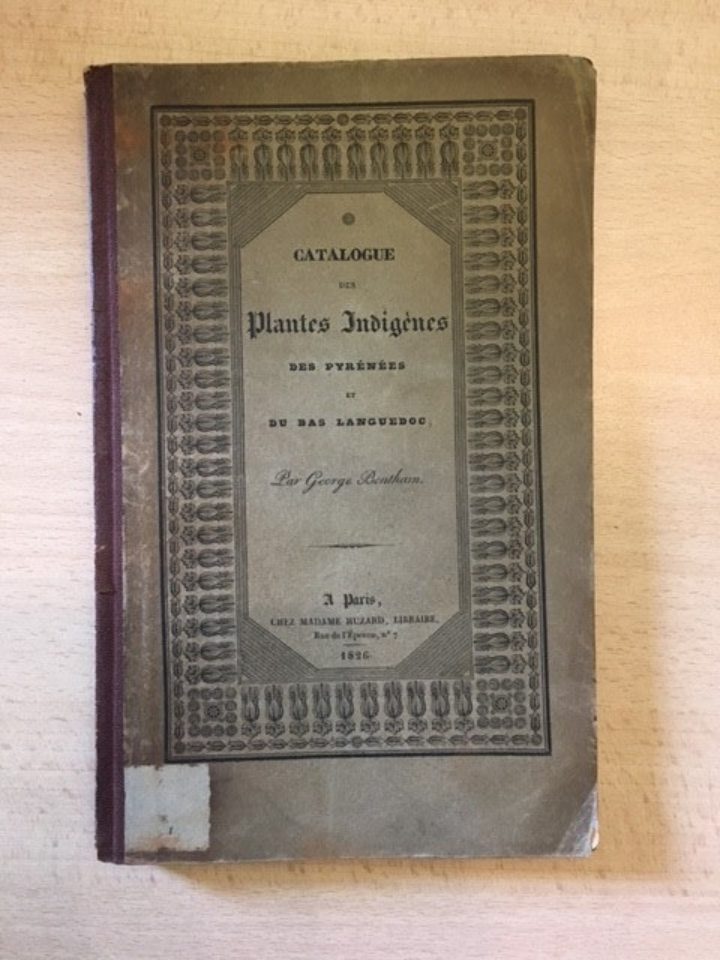 CATALOGUE
DES
Plantes Indigènes
DES PYRÉNÉES
ET
DU BAS LANGUEDOC,
Par George Bentham.
A Paris,
CHEZ MADAME HUZARD, LIBRAIRE,
Rue de l'Éperon, n° 7
1826.
1